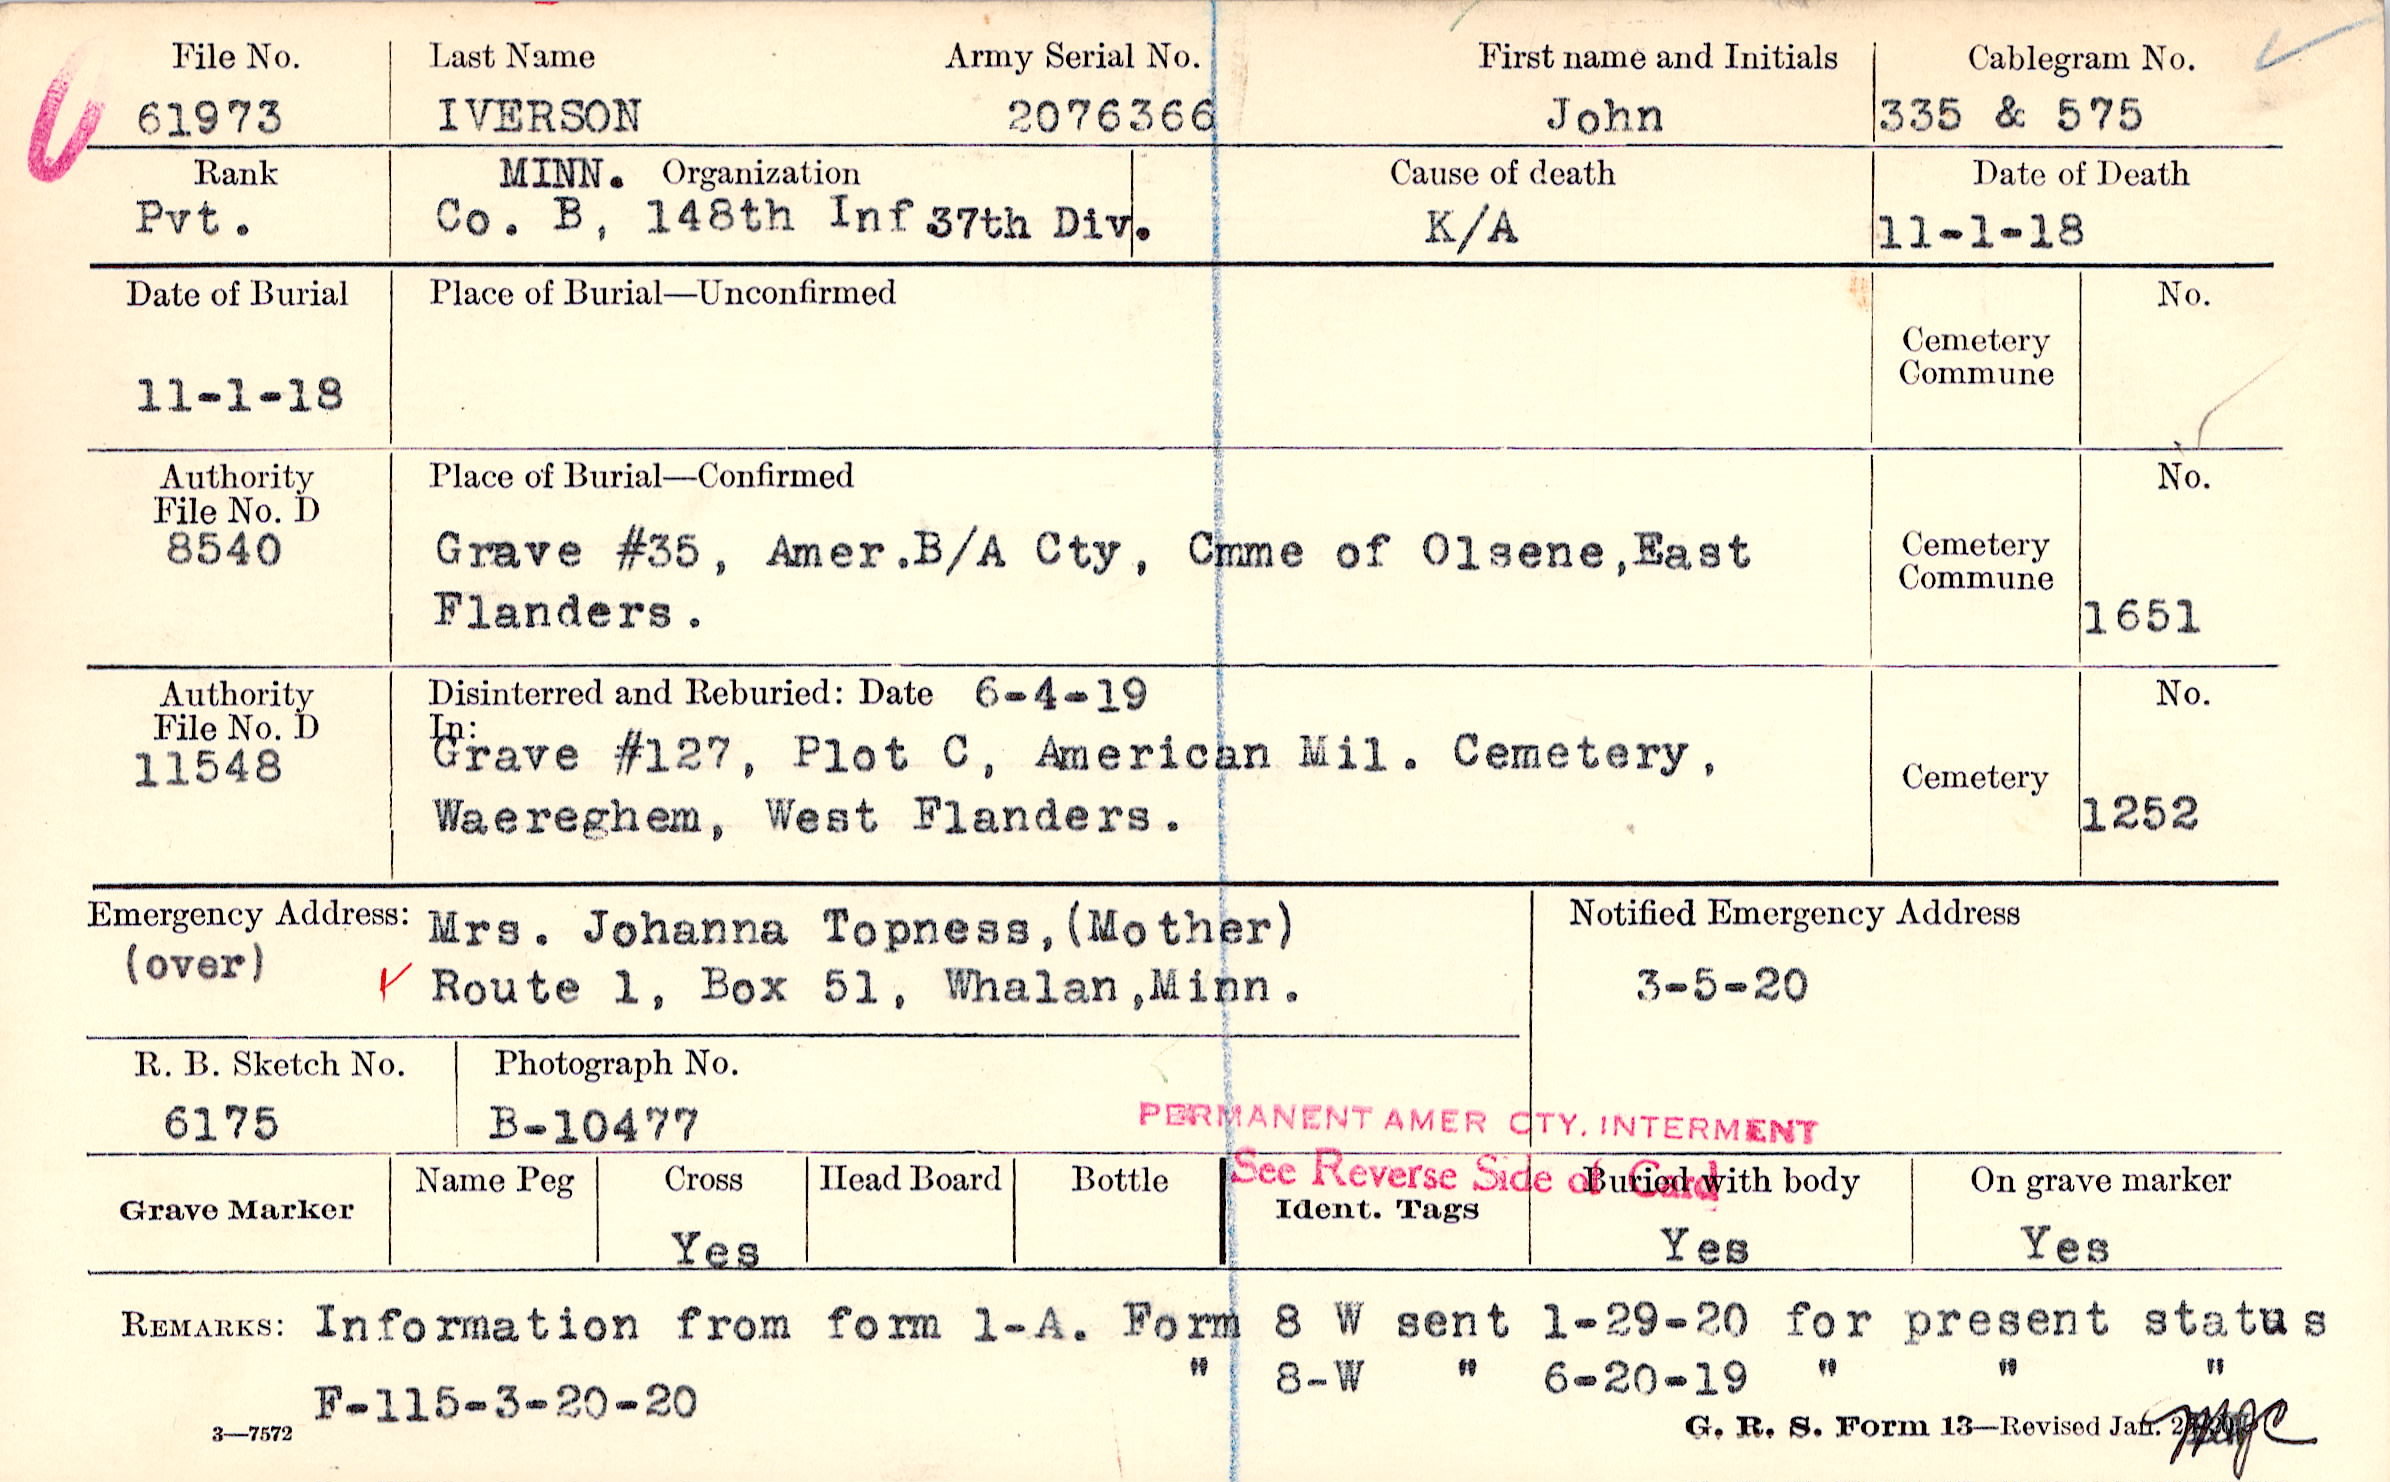 File No. Last Name Army Serial No. First name and Initials Cablegram No.
61973 IVERSON 2076366 John 335 & 575
Rank MINN. Organization Cause of death Date of Death
Pvt. Co. B, 148th Inf 37th Div. K/A 11-1-18
Date of Burial Place of Burial—Unconfirmed No.
Cemetery
Commune
11-1-18
Authority Place of Burial—Confirmed No.
File No. D
8540 Grave #35, Amer.B/A Cty, Cmme of Olsene,East Cemetery
Commune
Flanders. 1651
Authority Disinterred and Reburied: Date 6-4-19 No.
File No. D In:
11548 Grave #127, Plot C, American Mil. Cemetery,
Cemetery
Waereghem, West Flanders. 1252
Emergency Address: Mrs. Johanna Topness,(Mother) Notified Emergency Address
(over) Route 1, Box 51, Whalan,Minn. 3-5-20
R. B. Sketch No. Photograph No.
6175 B-10477
PERMANENT AMER CTY. INTERMENT
See Reverse Side of Card
Grave Marker Name Peg Cross Head Board Bottle Ident. Tags Buried with body On grave marker
Yes Yes Yes
REMARKS: Information from form 1-A. Form 8 W sent 1-29-20 for present status
" 8-W " 6-20-19 " " "
F-115-3-20-20
3—7572 G. R. S. Form 13—Revised Jan.